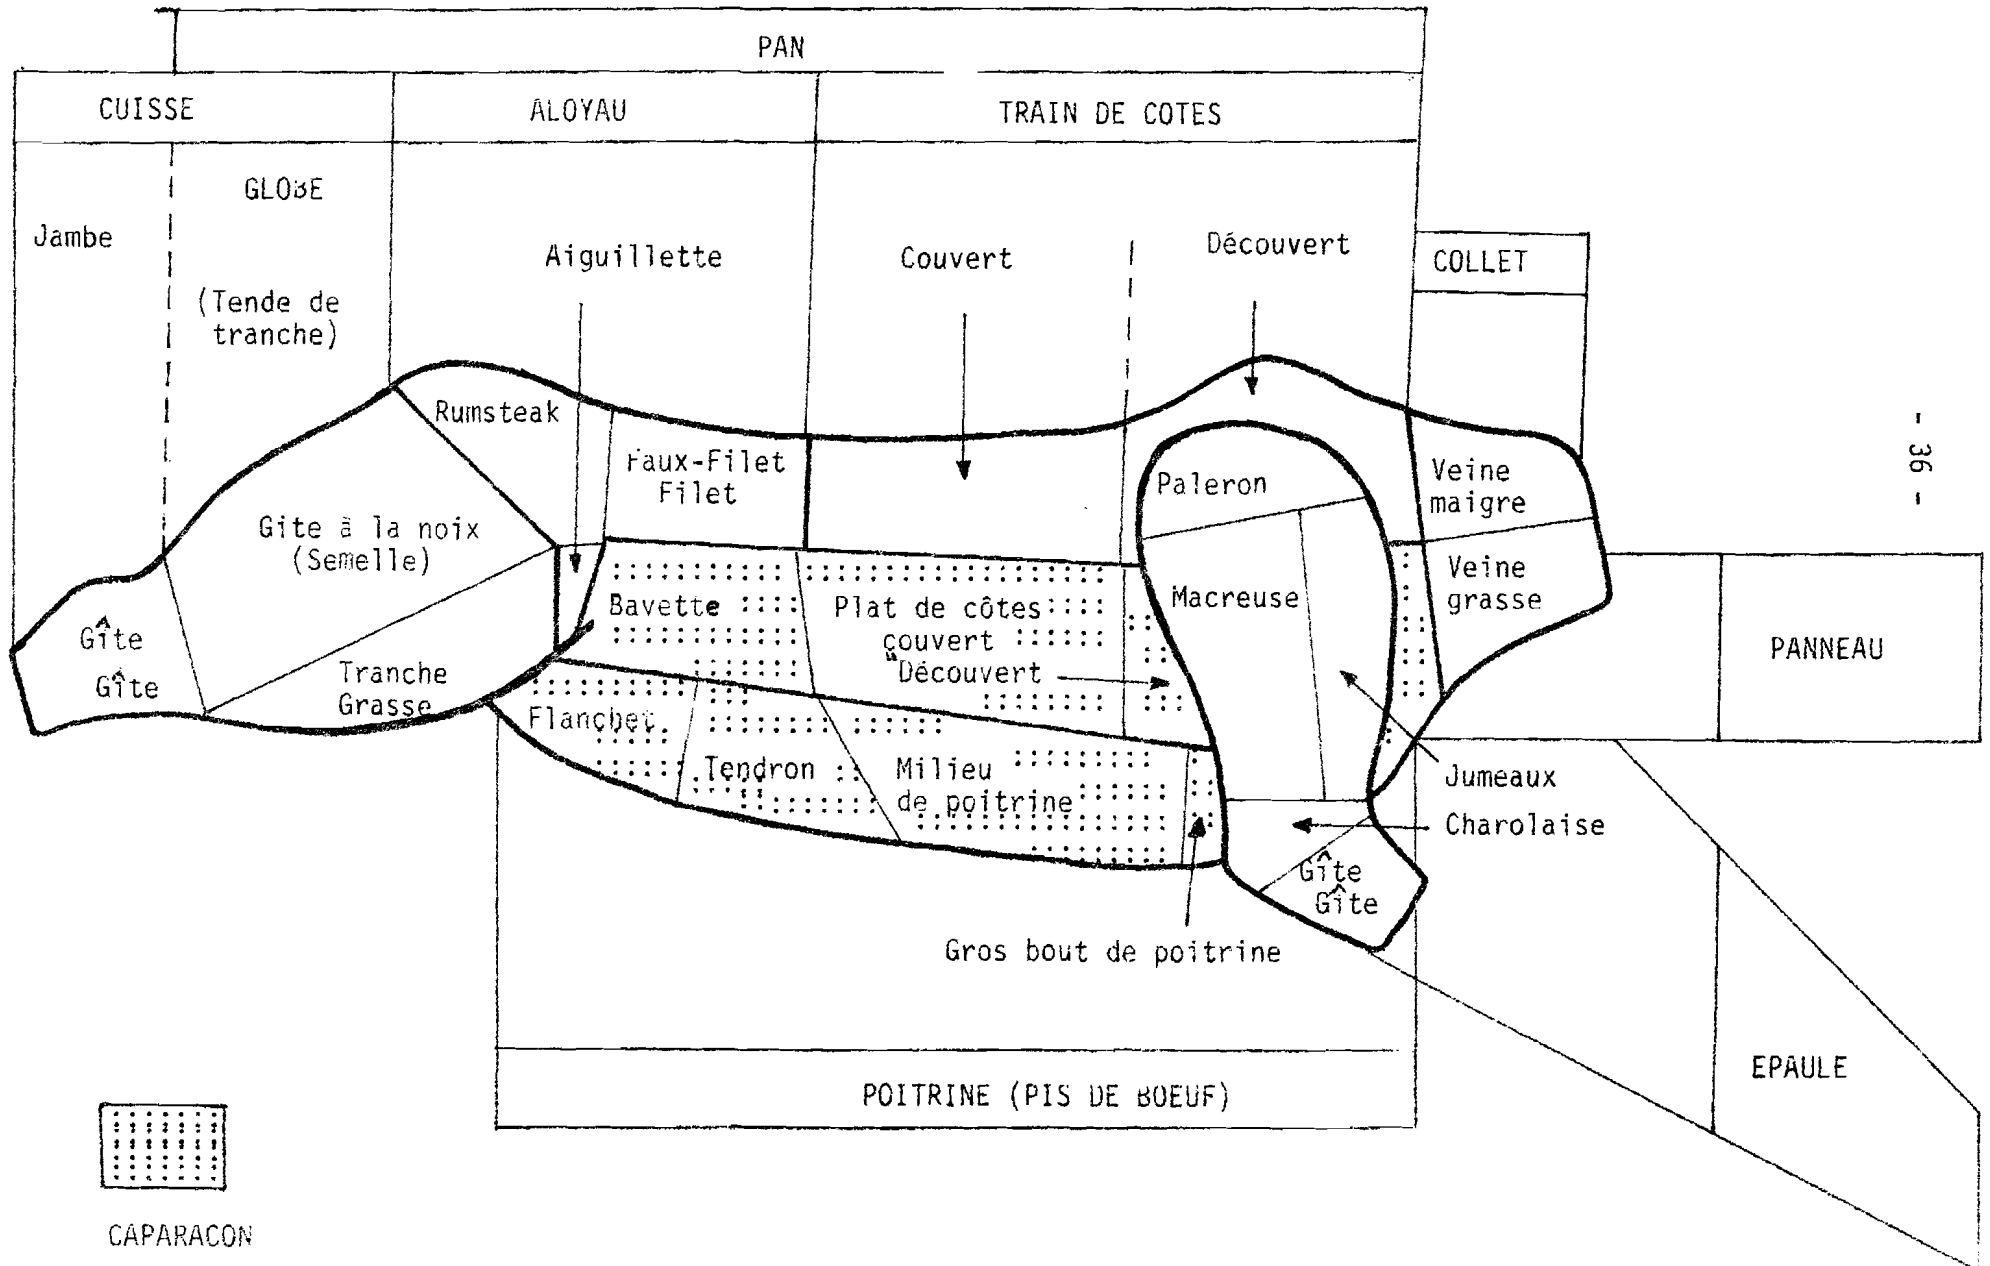 PAN
CUISSE
ALOYAU
TRAIN DE COTES
GLOBE
Jambe
(Tende de
tranche)
Aiguillette
Couvert
Découvert
COLLET
Rumsteak
Faux-Filet
Filet
Paleron
Veine
maigre
- 36 -
Gite à la noix
(Semelle)
Bavette
Plat de côtes
couvert
"Découvert
Macreuse
Veine
grasse
PANNEAU
Gîte
Gîte
Tranche
Grasse
Flanchet
Tendron
Milieu
de poitrine
Jumeaux
Charolaise
Gîte
Gîte
Gros bout de poitrine
EPAULE
POITRINE (PIS DE BOEUF)
CAPARACON